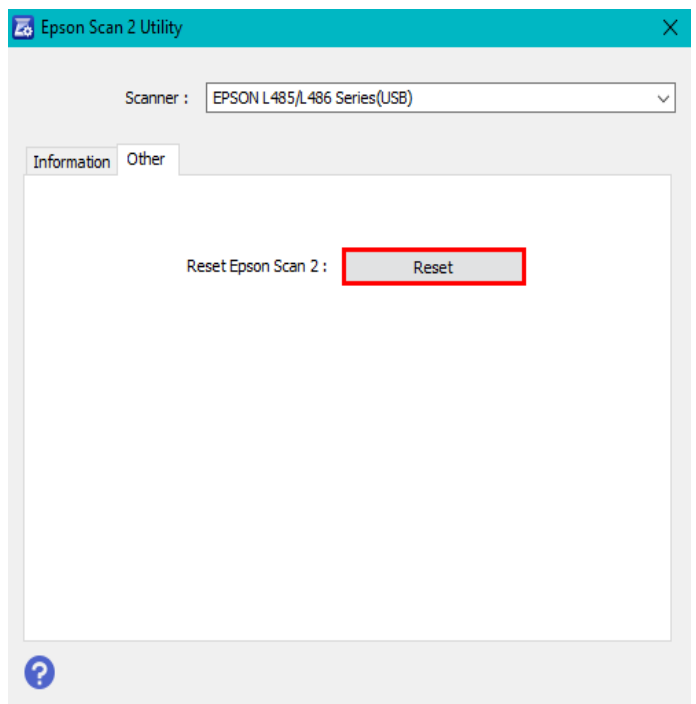 Epson Scan 2 Utility
Scanner : EPSON L485/L486 Series(USB)
Information Other
Reset Epson Scan 2 : Reset
?